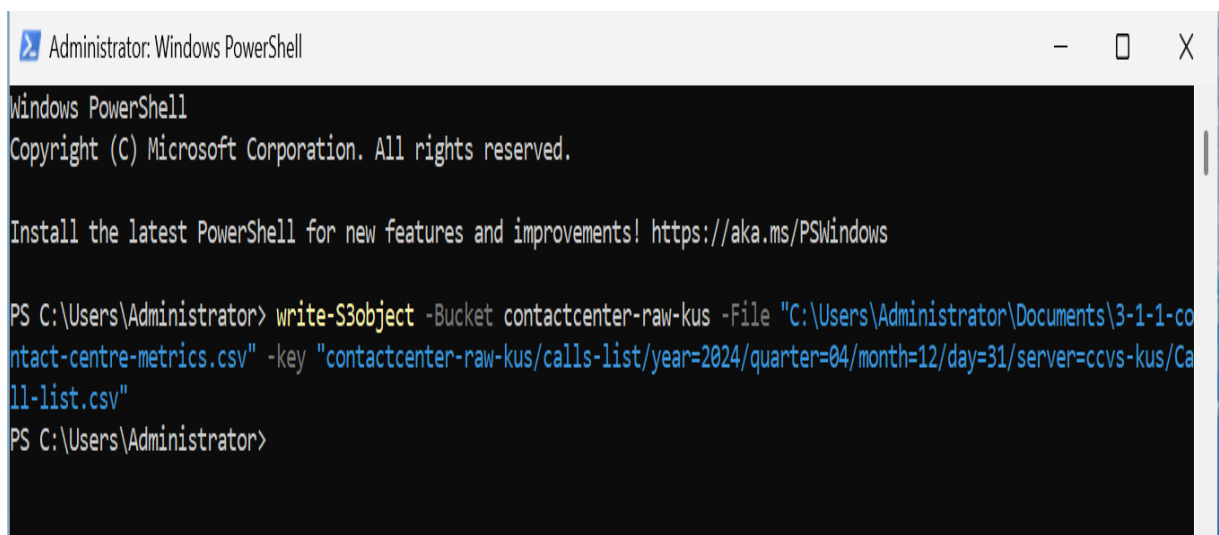 Administrator: Windows PowerShell
Windows PowerShell
Copyright (C) Microsoft Corporation. All rights reserved.
Install the latest PowerShell for new features and improvements! https://aka.ms/PSWindows
PS C:\Users\Administrator> write-S3object -Bucket contactcenter-raw-kus -File "C:\Users\Administrator\Documents\3-1-1-co
ntact-centre-metrics.csv" -key "contactcenter-raw-kus/calls-list/year=2024/quarter=04/month=12/day=31/server=ccvs-kus/Ca
ll-list.csv"
PS C:\Users\Administrator>